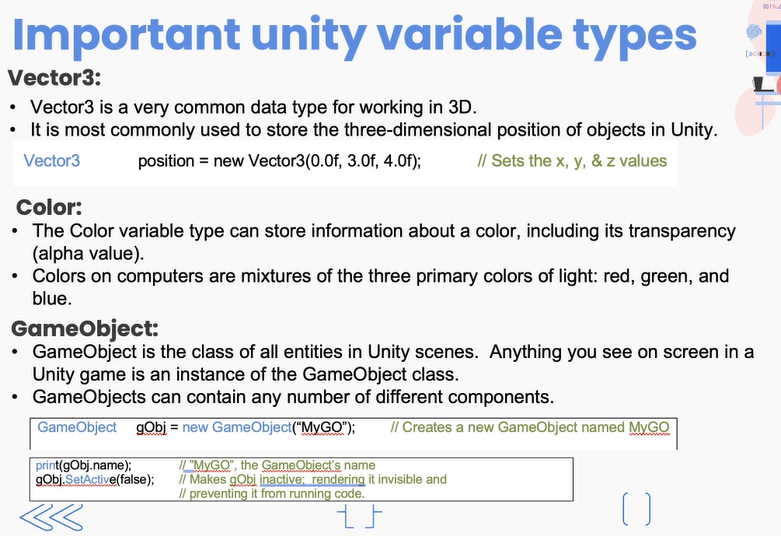 Important unity variable types
Vector3:
• Vector3 is a very common data type for working in 3D.
• It is most commonly used to store the three-dimensional position of objects in Unity.
Vector3 position = new Vector3(0.0f, 3.0f, 4.0f); // Sets the x, y, & z values
Color:
• The Color variable type can store information about a color, including its transparency
(alpha value).
• Colors on computers are mixtures of the three primary colors of light: red, green, and
blue.
GameObject:
• GameObject is the class of all entities in Unity scenes. Anything you see on screen in a
Unity game is an instance of the GameObject class.
• GameObjects can contain any number of different components.
GameObject gObj = new GameObject(“MyGO”); // Creates a new GameObject named MyGO
print(gObj.name); // ”MyGO”, the GameObject’s name
gObj.SetActive(false); // Makes gObj inactive; rendering it invisible and
// preventing it from running code.